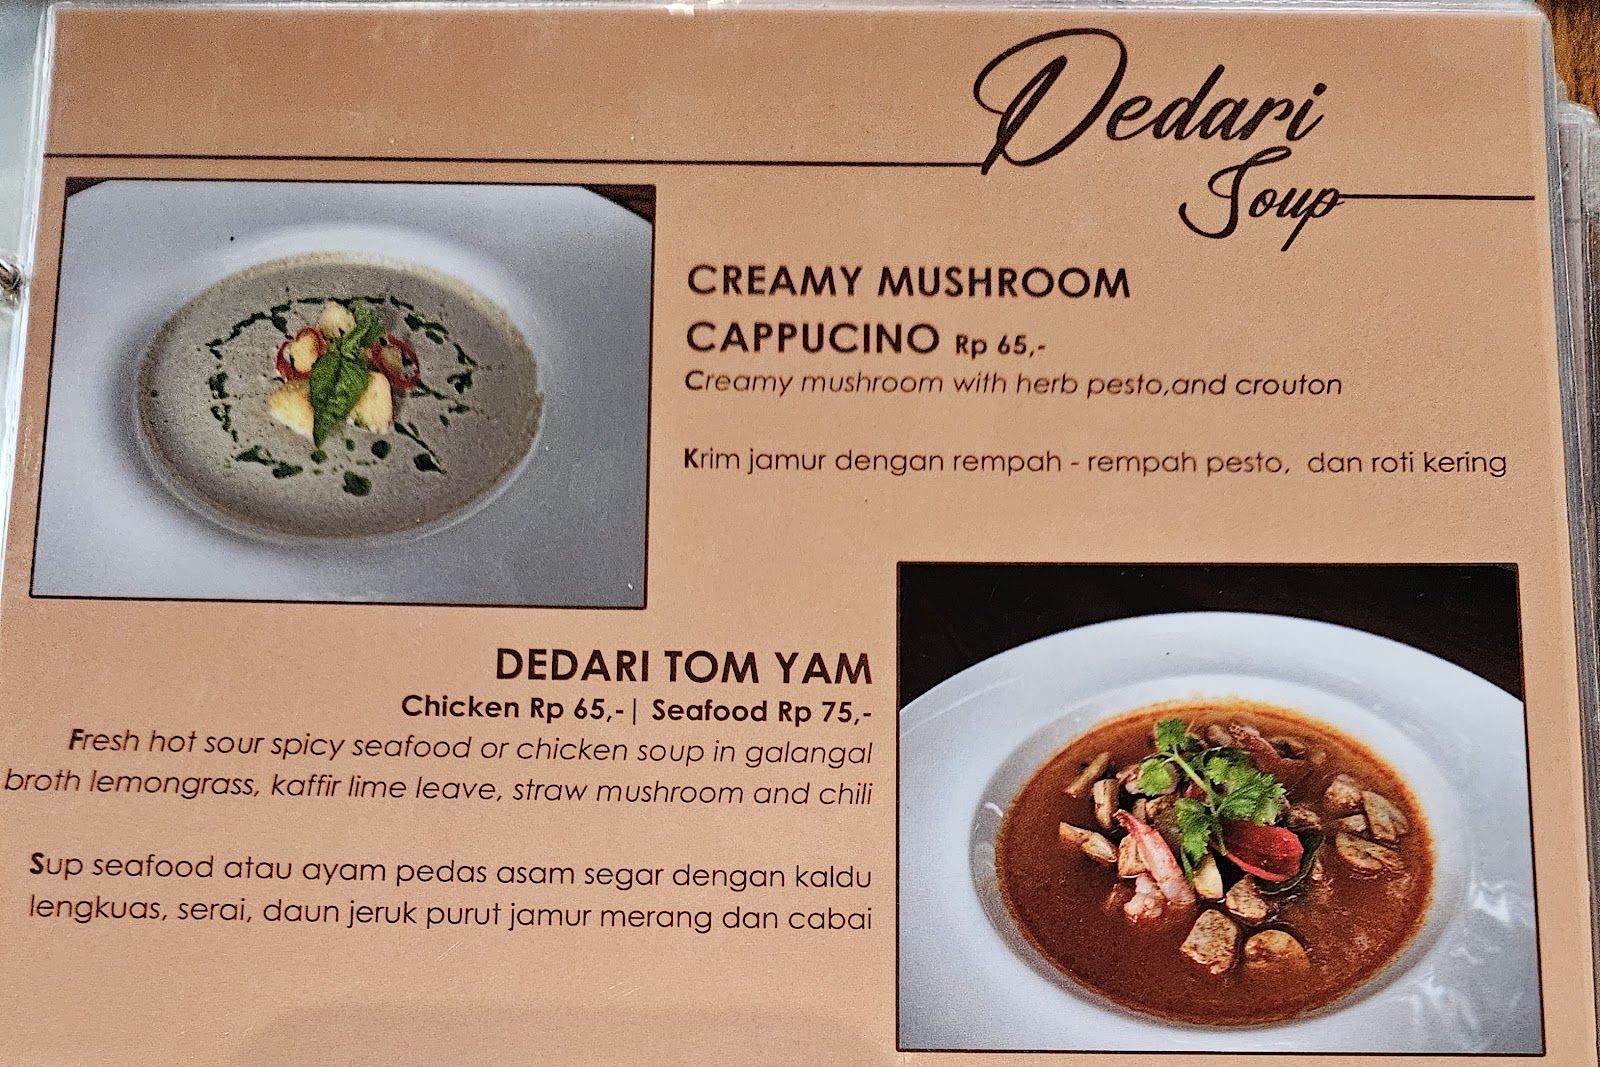 Dedari
Soup
CREAMY MUSHROOM
CAPPUCINO Rp 65,-
Creamy mushroom with herb pesto,and crouton
Krim jamur dengan rempah - rempah pesto, dan roti kering
DEDARI TOM YAM
Chicken Rp 65,-| Seafood Rp 75,-
Fresh hot sour spicy seafood or chicken soup in galangal
broth lemongrass, kaffir lime leave, straw mushroom and chili
Sup seafood atau ayam pedas asam segar dengan kaldu
lengkuas, serai, daun jeruk purut jamur merang dan cabai